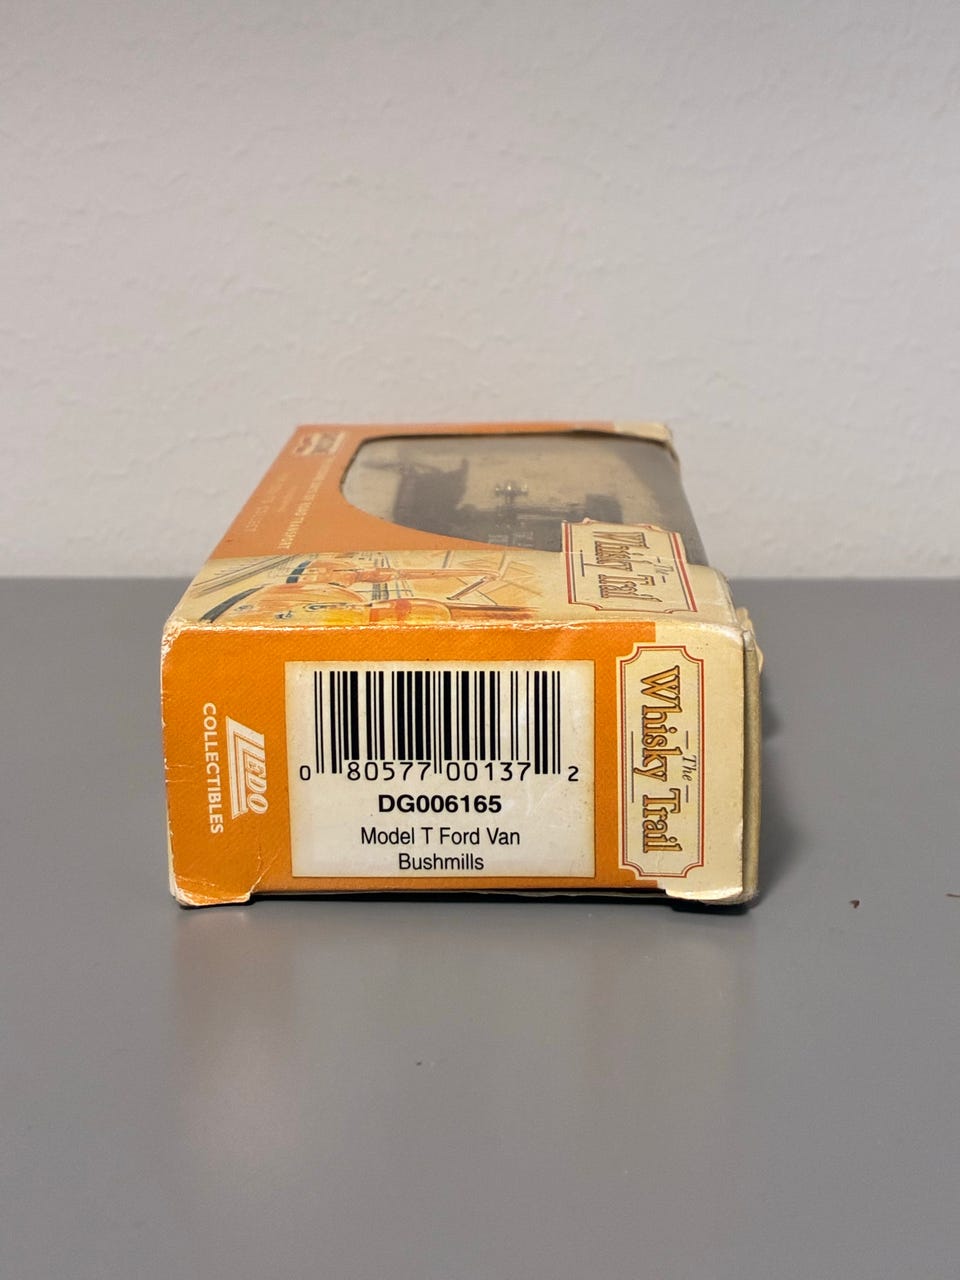 The
Whisky Trail
LLEDO
COLLECTIBLES
0 80577 00137 2
DG006165
Model T Ford Van
Bushmills
The
Whisky Trail